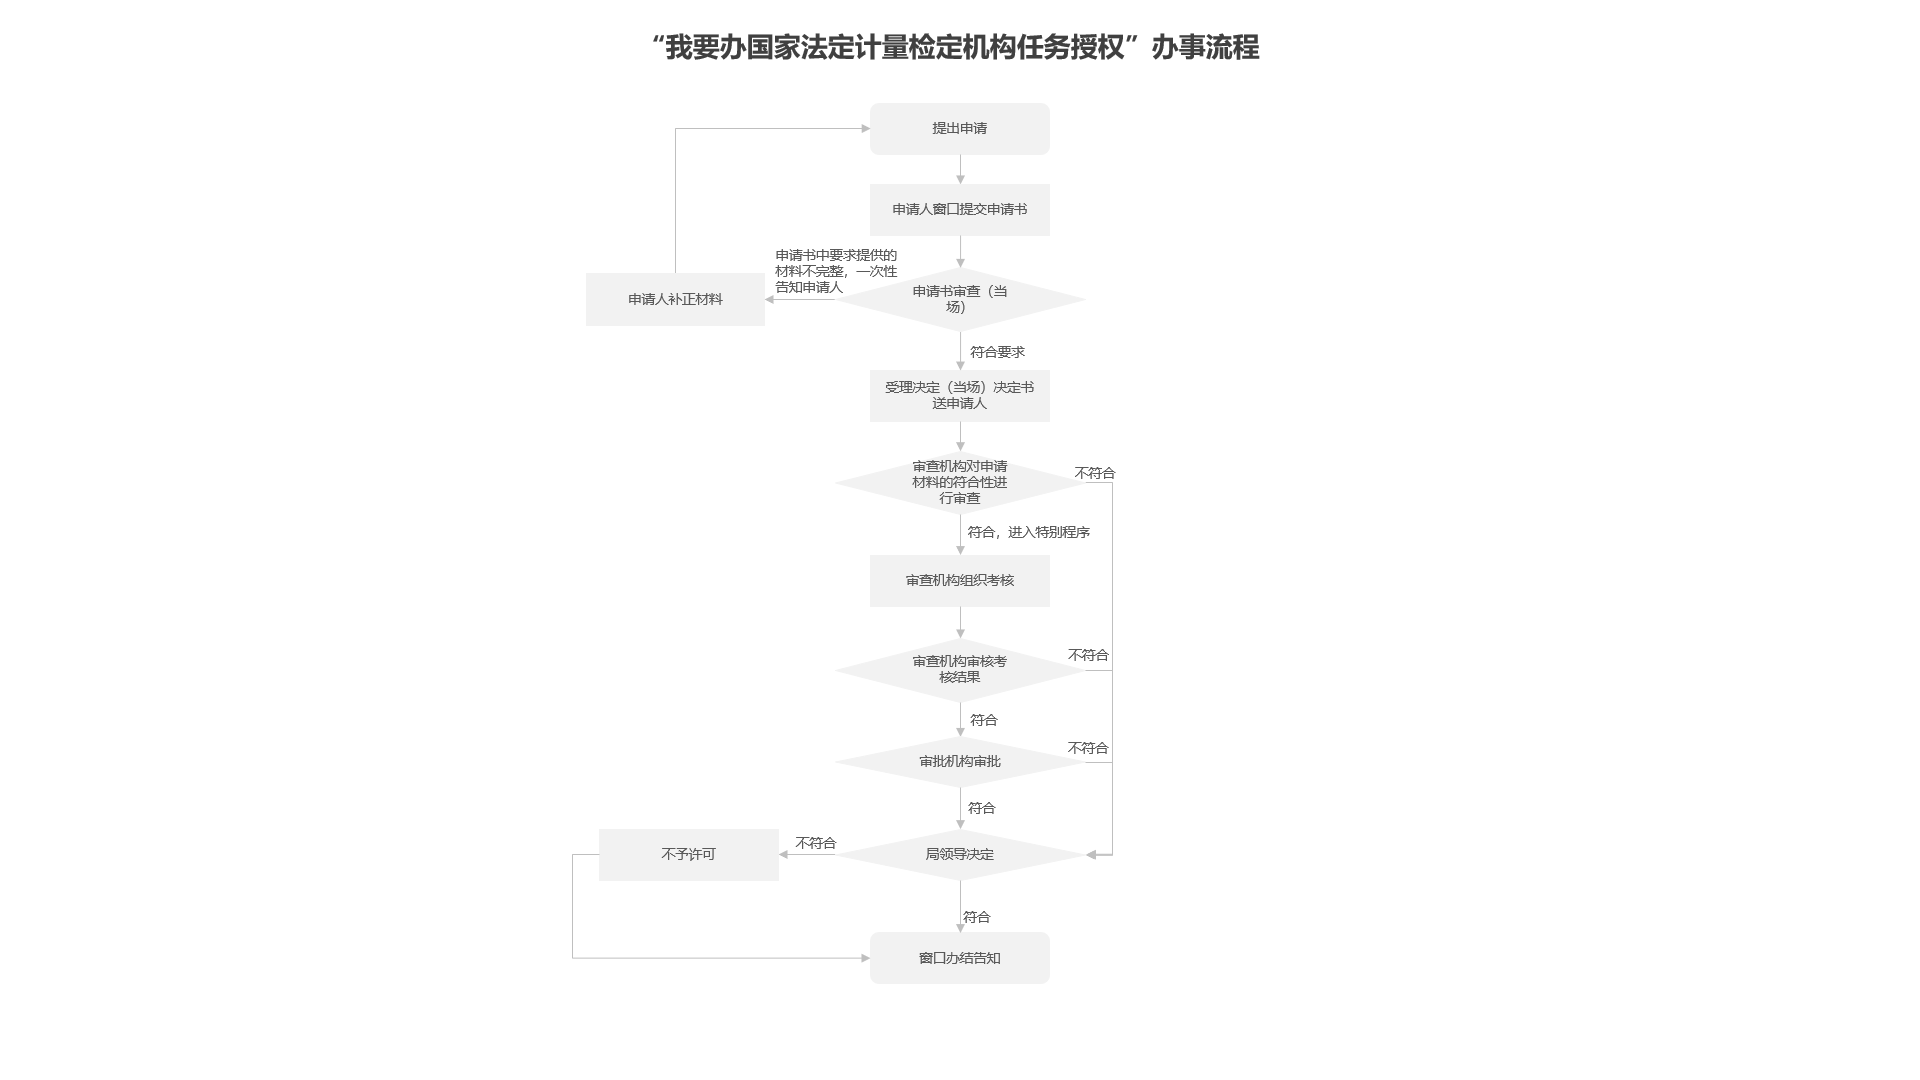 “我要办国家法定计量检定机构任务授权”办事流程
提出申请
申请人窗口提交申请书
申请书中要求提供的
材料不完整，一次性
告知申请人
申请人补正材料
申请书审查（当
场）
符合要求
受理决定（当场）决定书
送申请人
审查机构对申请
材料的符合性进
行审查
不符合
符合，进入特别程序
审查机构组织考核
审查机构审核考
核结果
不符合
符合
审批机构审批
不符合
符合
局领导决定
不符合
不予许可
符合
窗口办结告知